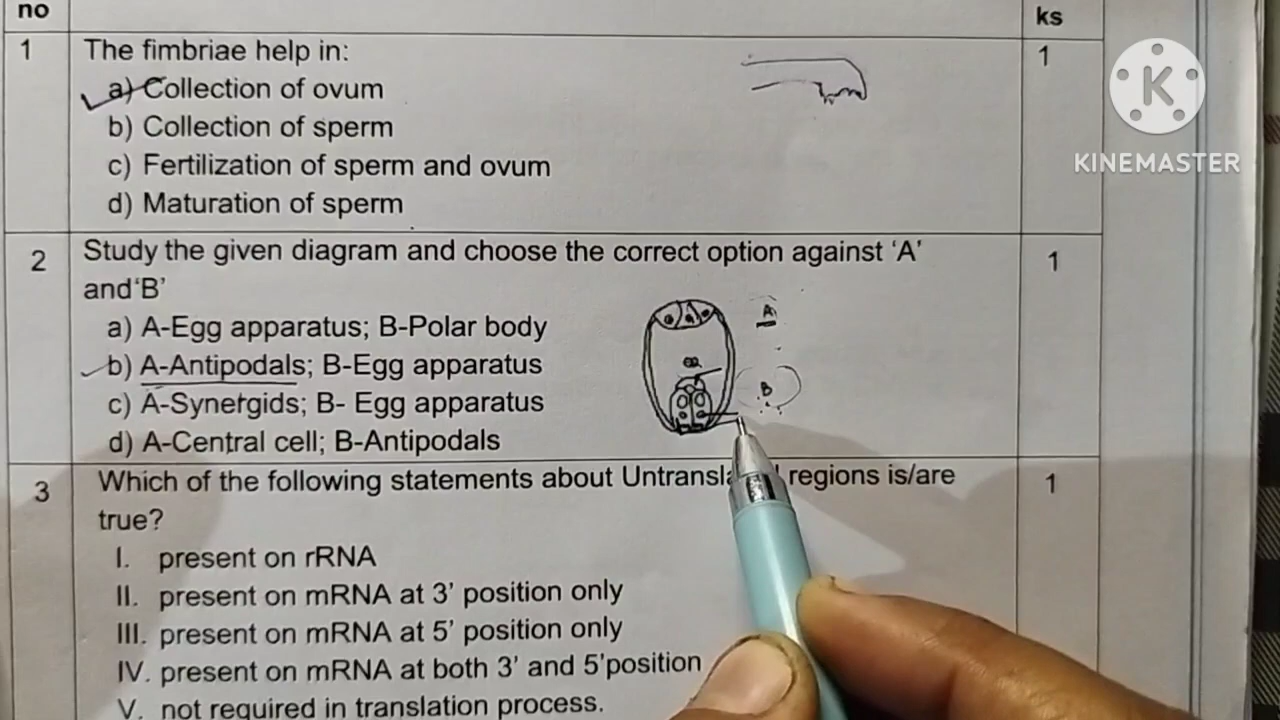 no
ks
1
The fimbriae help in:
1
a) Collection of ovum
b) Collection of sperm
c) Fertilization of sperm and ovum
d) Maturation of sperm
K
KINEMASTER
2
Study the given diagram and choose the correct option against ‘A’
1
and‘B’
a) A-Egg apparatus; B-Polar body
A
b) A-Antipodals; B-Egg apparatus
B
c) A-Synergids; B- Egg apparatus
d) A-Central cell; B-Antipodals
3
Which of the following statements about regions is/are
1
true?
I. present on rRNA
II. present on mRNA at 3’ position only
III. present on mRNA at 5’ position only
IV. present on mRNA at both 3’ and 5’position
V. not required in translation process.